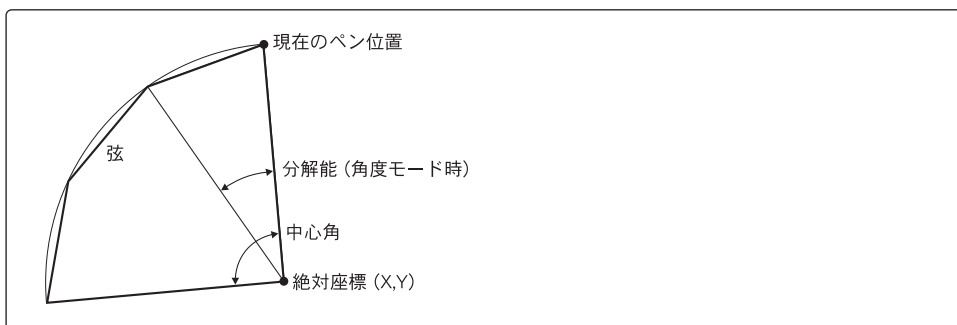 現在のペン位置
弦
分解能 (角度モード時)
中心角
絶対座標 (X,Y)